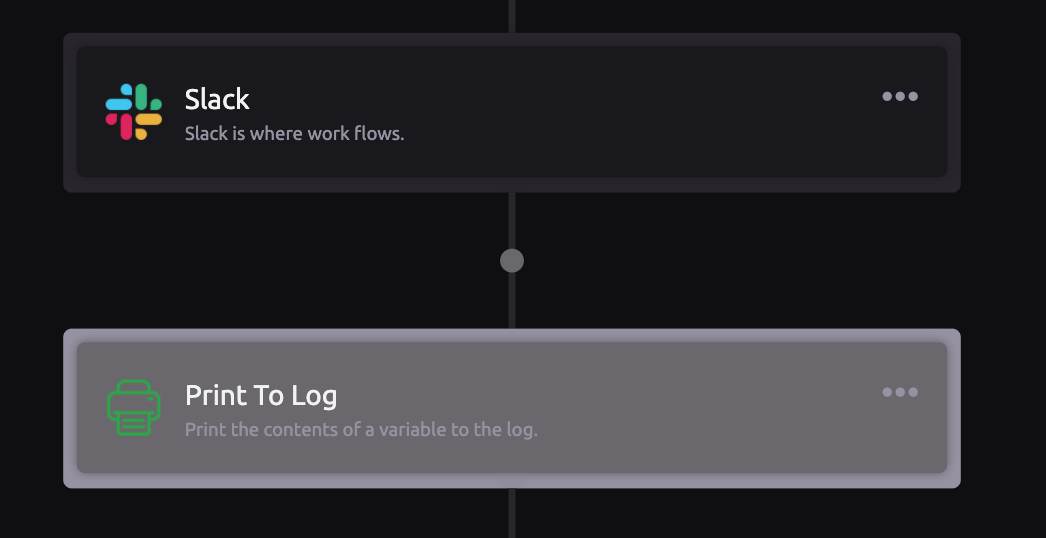 Slack
Slack is where work flows.
Print To Log
Print the contents of a variable to the log.